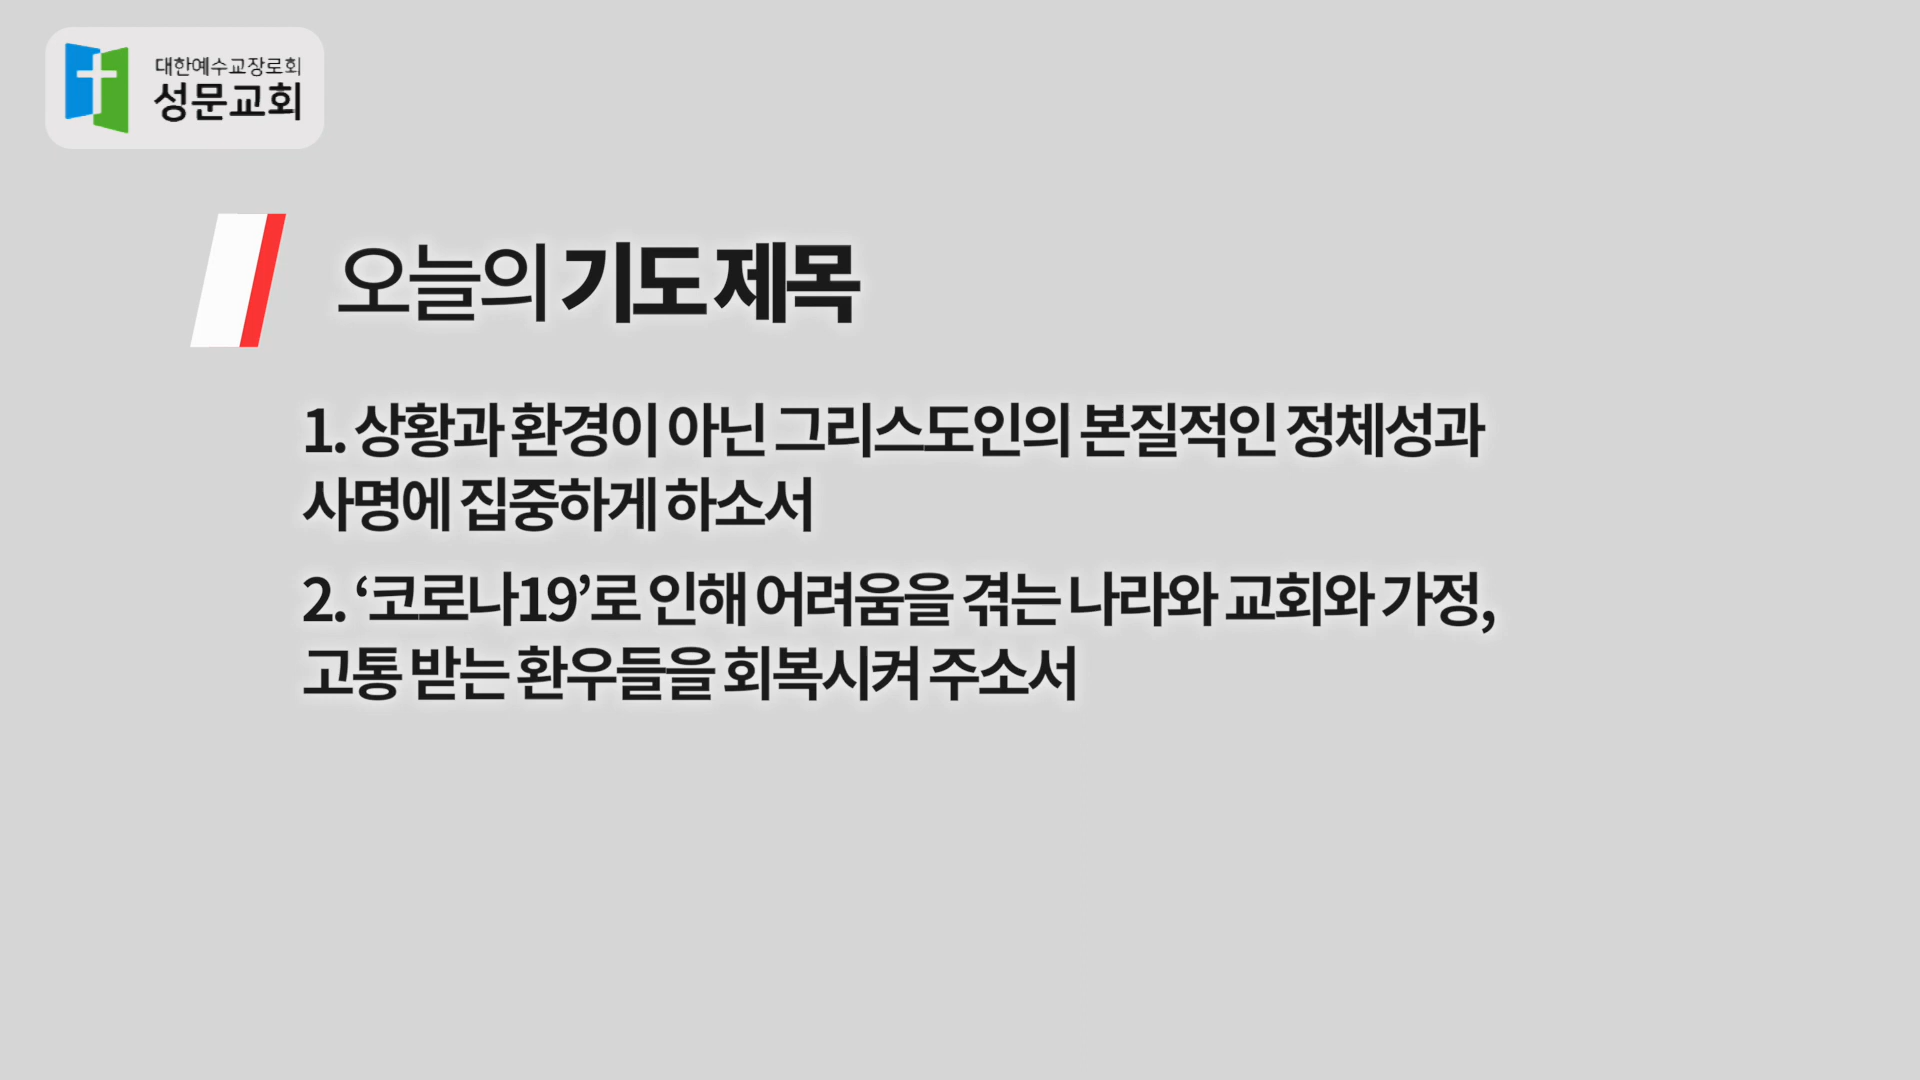 대한예수교장로회
성문교회
오늘의 기도 제목
1. 상황과 환경이 아닌 그리스도인의 본질적인 정체성과
사명에 집중하게 하소서
2. ‘코로나19’로 인해 어려움을 겪는 나라와 교회와 가정,
고통 받는 환우들을 회복시켜 주소서